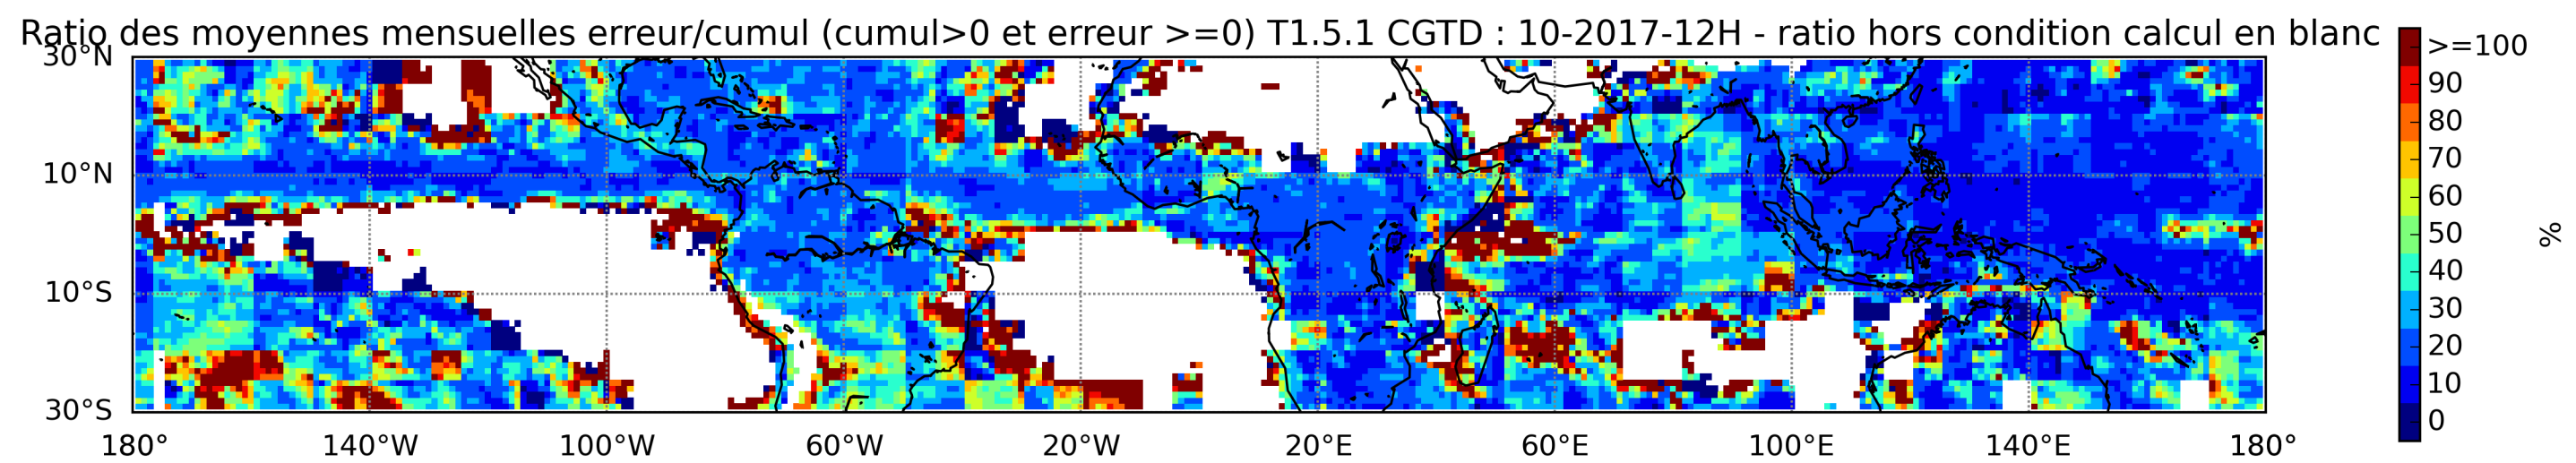 Ratio des moyennes mensuelles erreur/cumul (cumul>0 et erreur >=0) T1.5.1 CGTD : 10-2017-12H - ratio hors condition calcul en blanc
30°N
10°N
10°S
30°S
180°
140°W
100°W
60°W
20°W
20°E
60°E
100°E
140°E
180°
>=100
90
80
70
60
50
40
30
20
10
0
%